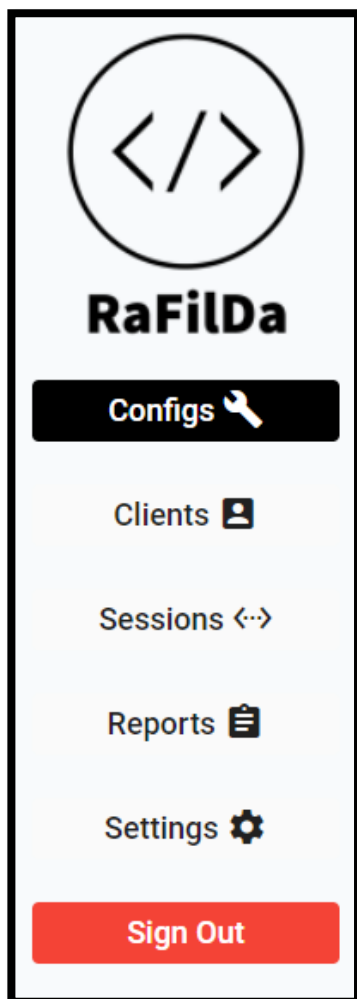 </>
RaFilDa
Configs
Clients
Sessions
Reports
Settings
Sign Out